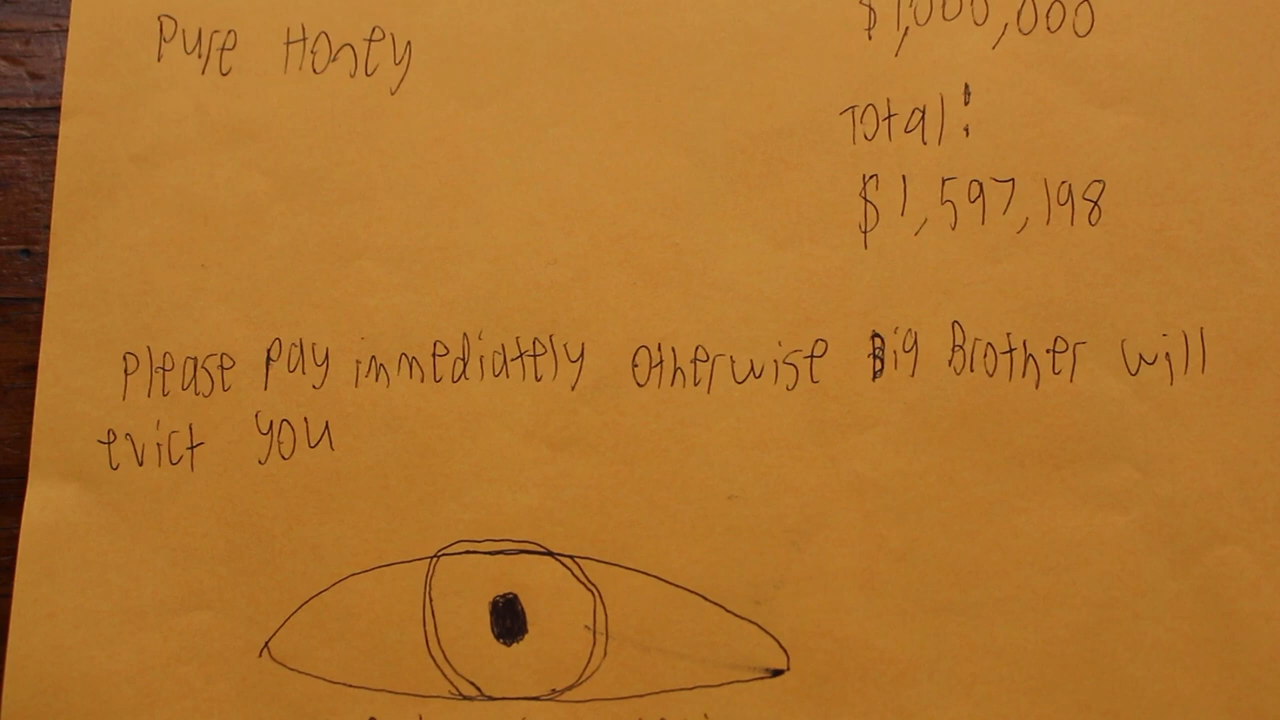 Pure Honey
$1,000,000
Total:
$1,597,198
Please pay immediately otherwise Big Brother will
evict you